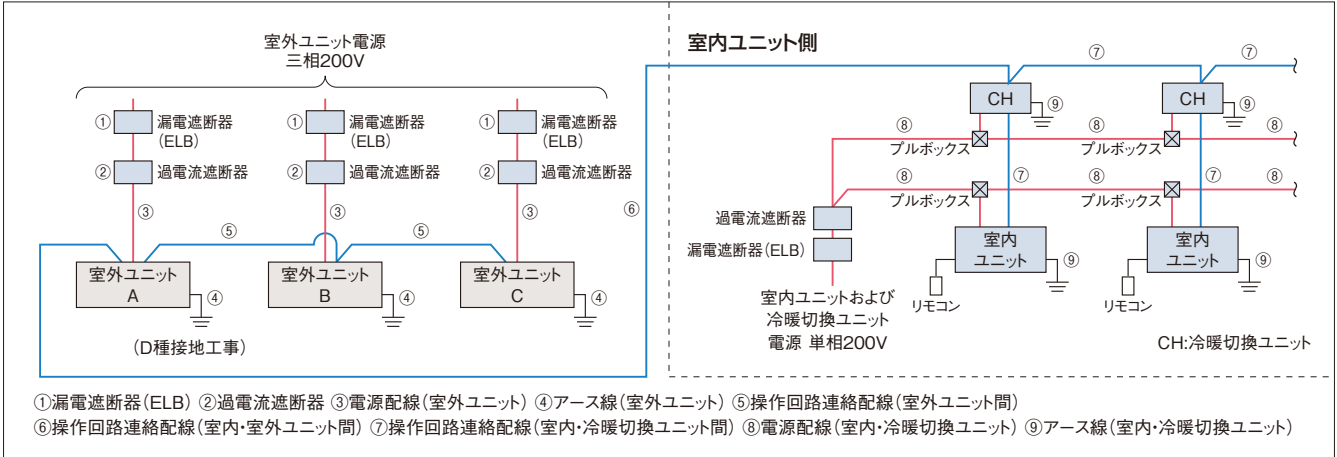 室外ユニット電源
三相200V
① 漏電遮断器
(ELB)
① 漏電遮断器
(ELB)
① 漏電遮断器
(ELB)
② 過電流遮断器
② 過電流遮断器
② 過電流遮断器
③
③
③
⑤
⑤
⑥
室外ユニット
A
④
室外ユニット
B
④
室外ユニット
C
④
(D種接地工事)
室内ユニット側
⑦
⑦
CH
⑨
CH
⑨
⑧
⑧
⑧
プルボックス
プルボックス
⑧
⑦
⑧
⑦
⑧
プルボックス
プルボックス
過電流遮断器
漏電遮断器(ELB)
室内
ユニット
⑨
室内
ユニット
⑨
リモコン
リモコン
室内ユニットおよび
冷暖切換ユニット
電源 単相200V
CH:冷暖切換ユニット
①漏電遮断器(ELB) ②過電流遮断器 ③電源配線(室外ユニット) ④アース線(室外ユニット) ⑤操作回路連絡配線(室外ユニット間)
⑥操作回路連絡配線(室内・室外ユニット間) ⑦操作回路連絡配線(室内・冷暖切換ユニット間) ⑧電源配線(室内・冷暖切換ユニット) ⑨アース線(室内・冷暖切換ユニット)